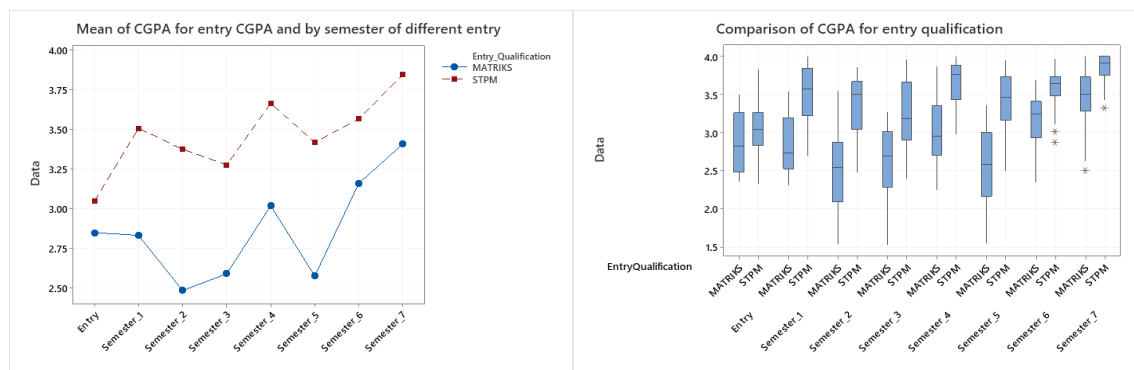 Mean of CGPA for entry CGPA and by semester of different entry
4.00
3.75
3.50
3.25
3.00
2.75
2.50
Data
Entry
Semester_1
Semester_2
Semester_3
Semester_4
Semester_5
Semester_6
Semester_7
Entry_Qualification
MATRIKS
STPM
Comparison of CGPA for entry qualification
4.0
3.5
3.0
2.5
2.0
1.5
Data
EntryQualification
MATRIKS
STPM
MATRIKS
STPM
MATRIKS
STPM
MATRIKS
STPM
MATRIKS
STPM
MATRIKS
STPM
MATRIKS
STPM
MATRIKS
STPM
Entry
Semester_1
Semester_2
Semester_3
Semester_4
Semester_5
Semester_6
Semester_7